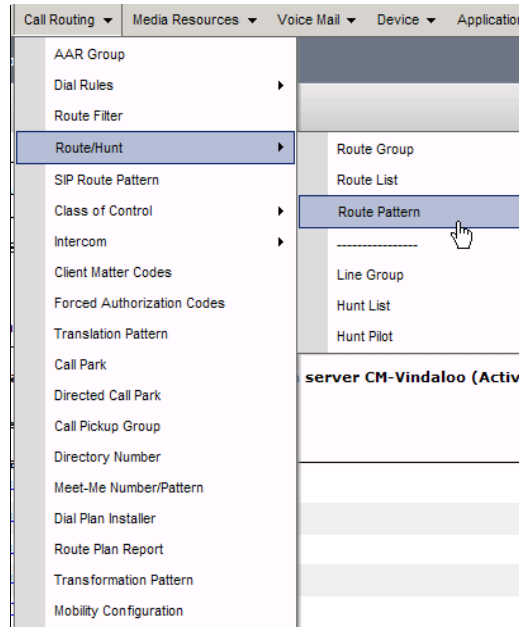 Call Routing Media Resources Voice Mail Device Application
AAR Group
Dial Rules
Route Filter
Route/Hunt
SIP Route Pattern
Class of Control
Intercom
Client Matter Codes
Forced Authorization Codes
Translation Pattern
Call Park
Directed Call Park
Call Pickup Group
Directory Number
Meet-Me Number/Pattern
Dial Plan Installer
Route Plan Report
Transformation Pattern
Mobility Configuration
Route Group
Route List
Route Pattern
----------------
Line Group
Hunt List
Hunt Pilot
server CM-Vindaloo (Activ